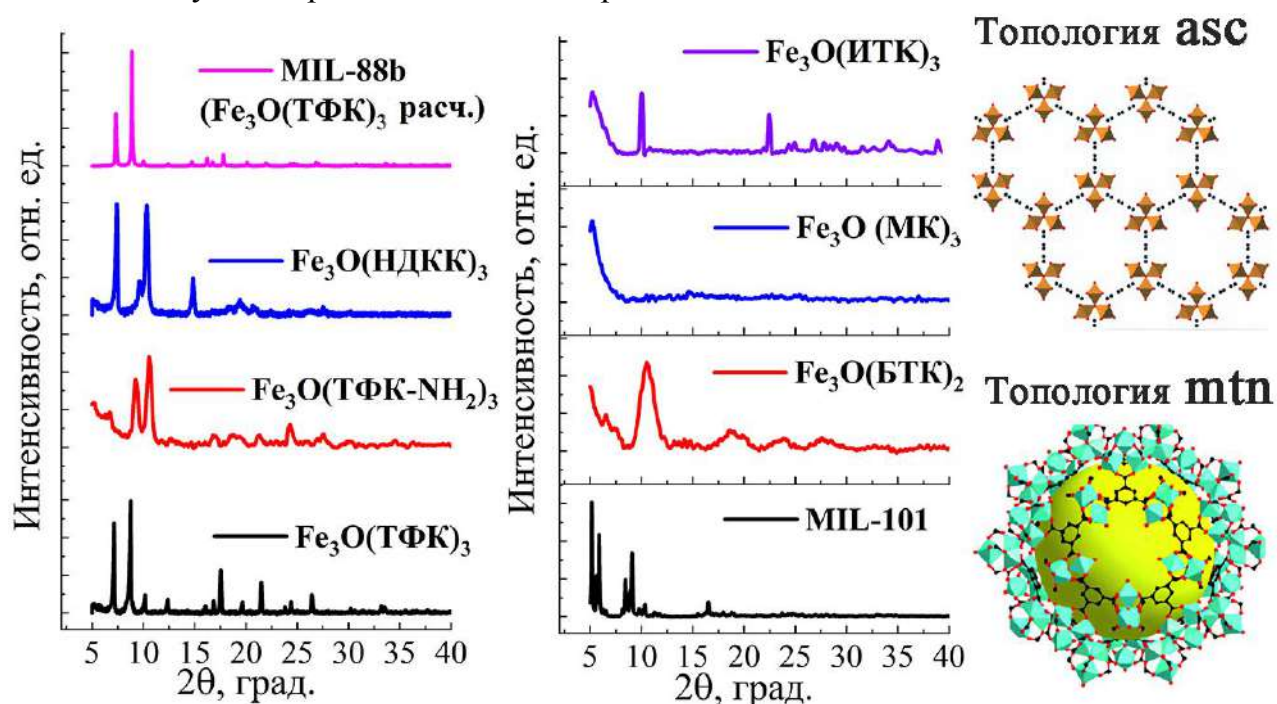 Интенсивность, отн. ед.
MIL-88b
(Fe₃O(ТФК)₃ расч.)
Fe₃O(НДКК)₃
Fe₃O(ТФК-NH₂)₃
Fe₃O(ТФК)₃
5 10 15 20 25 30 35 40
2θ, град.
Интенсивность, отн. ед.
Fe₃O(ИТК)₃
Fe₃O (МК)₃
Fe₃O(БТК)₂
MIL-101
5 10 15 20 25 30 35 40
2θ, град.
Топология asc
Топология mtn